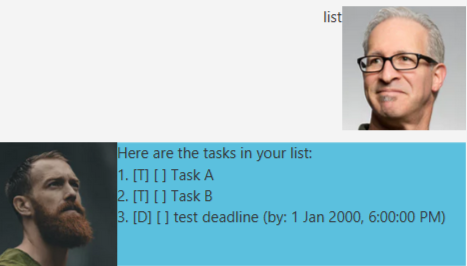 list
Here are the tasks in your list:
1. [T] [ ] Task A
2. [T] [ ] Task B
3. [D] [ ] test deadline (by: 1 Jan 2000, 6:00:00 PM)